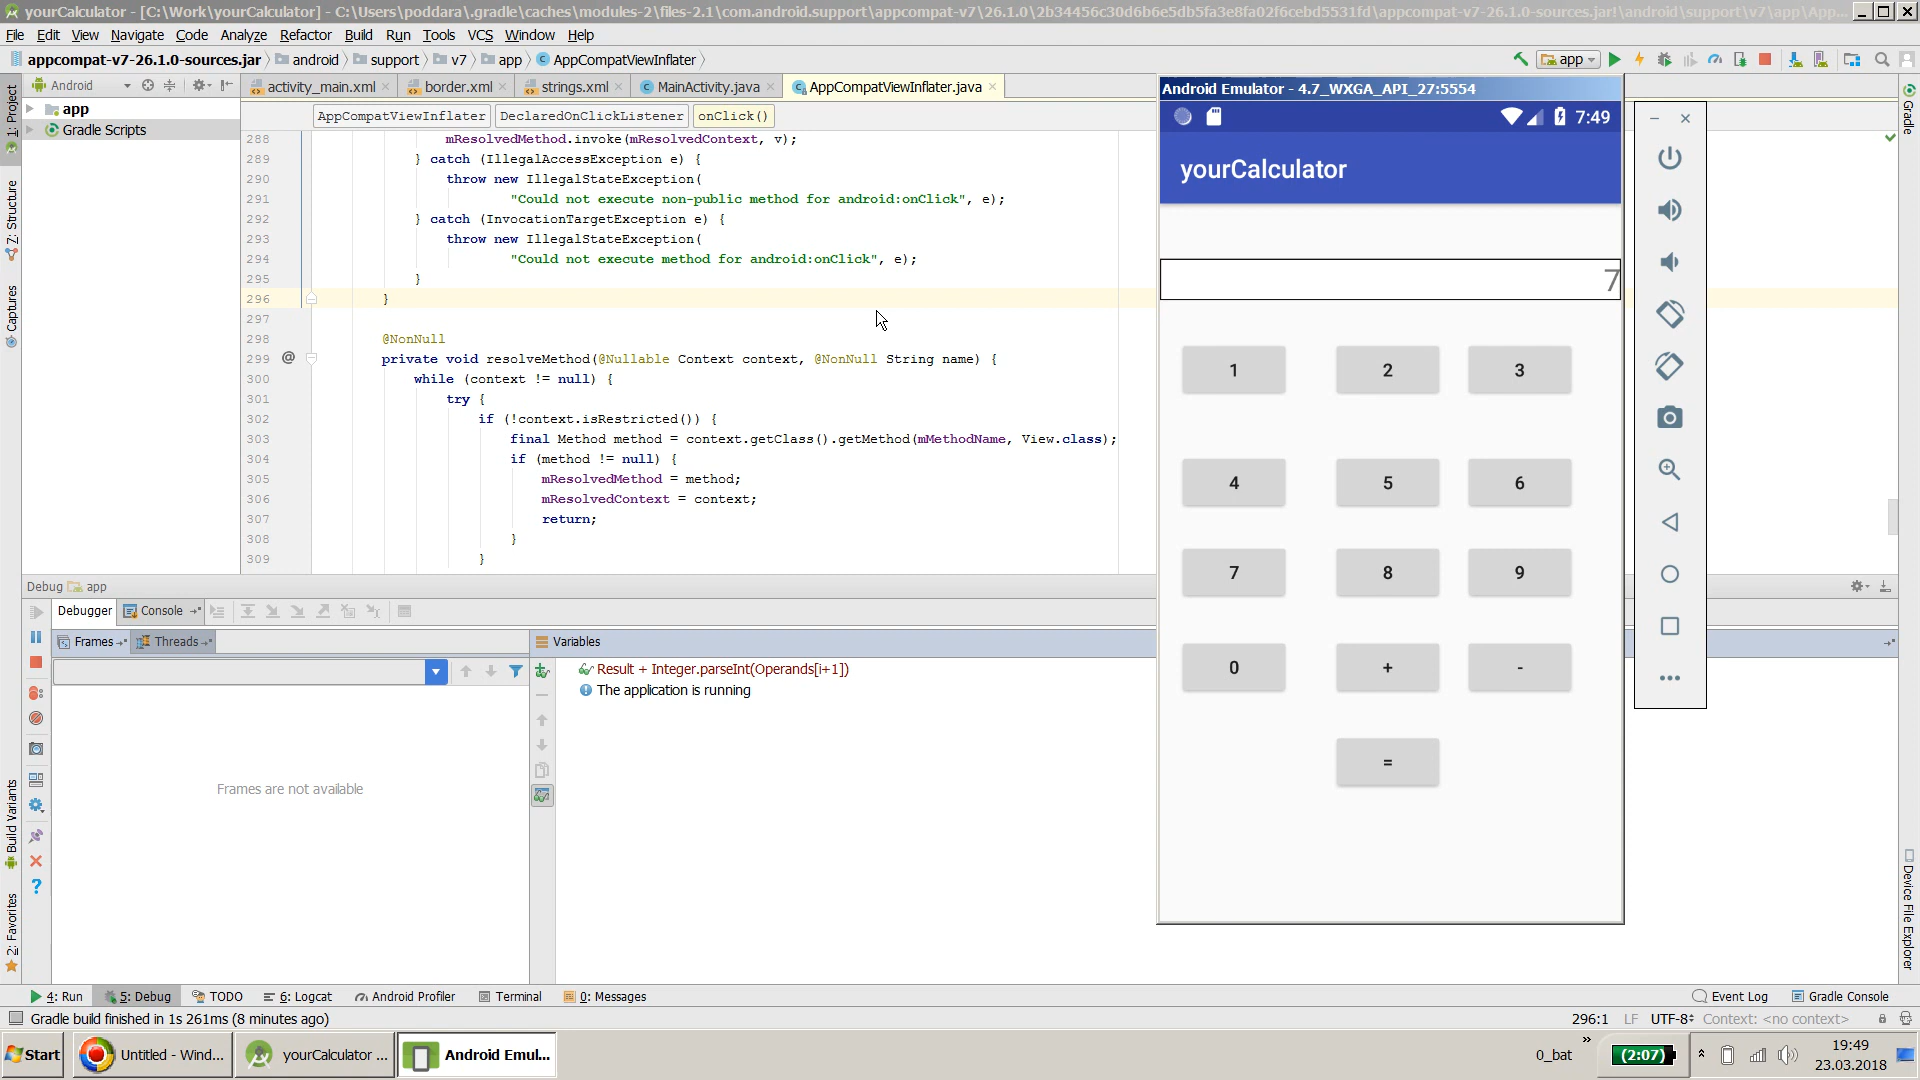 yourCalculator - [C:\Work\yourCalculator] - C:\Users\poddara\.gradle\caches\modules-2\files-2.1\com.android.support\appcompat-v7\26.1.0\2b34456c30d6b6e5db5fa3e8fa02f6cebd5531fd\appcompat-v7-26.1.0-sources.jar!\android\support\v7\app\App...
File Edit View Navigate Code Analyze Refactor Build Run Tools VCS Window Help
appcompat-v7-26.1.0-sources.jar android support v7 app AppCompatViewInflater app
Android activity_main.xml border.xml strings.xml MainActivity.java AppCompatViewInflater.java
1: Project
Z: Structure
Captures
Build Variants
2: Favorites
app
Gradle Scripts
AppCompatViewInflater DeclaredOnClickListener onClick()
288 mResolvedMethod.invoke(mResolvedContext, v);
289 } catch (IllegalAccessException e) {
290 throw new IllegalStateException(
291 "Could not execute non-public method for android:onClick", e);
292 } catch (InvocationTargetException e) {
293 throw new IllegalStateException(
294 "Could not execute method for android:onClick", e);
295 }
296 }
297
298 @NonNull
299 @ private void resolveMethod(@Nullable Context context, @NonNull String name) {
300 while (context != null) {
301 try {
302 if (!context.isRestricted()) {
303 final Method method = context.getClass().getMethod(mMethodName, View.class);
304 if (method != null) {
305 mResolvedMethod = method;
306 mResolvedContext = context;
307 return;
308 }
309 }
Android Emulator - 4.7_WXGA_API_27:5554
7:49
yourCalculator
7
1 2 3
4 5 6
7 8 9
0 + -
=
Gradle
Device File Explorer
Debug app
Debugger Console
Frames Threads
Variables
Result + Integer.parseInt(Operands[i+1])
The application is running
Frames are not available
4: Run 5: Debug TODO 6: Logcat Android Profiler Terminal 0: Messages Event Log Gradle Console
Gradle build finished in 1s 261ms (8 minutes ago) 296:1 LF UTF-8 Context: <no context>
Start Untitled - Wind... yourCalculator ... Android Emul... 0_bat » (2:07) 19:49
23.03.2018